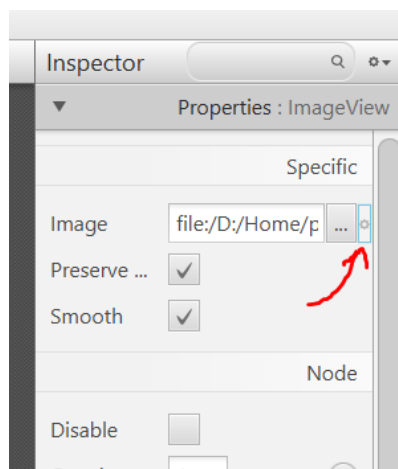 Inspector
Properties : ImageView
Specific
Image file:/D:/Home/p ...
Preserve ...
Smooth
Node
Disable